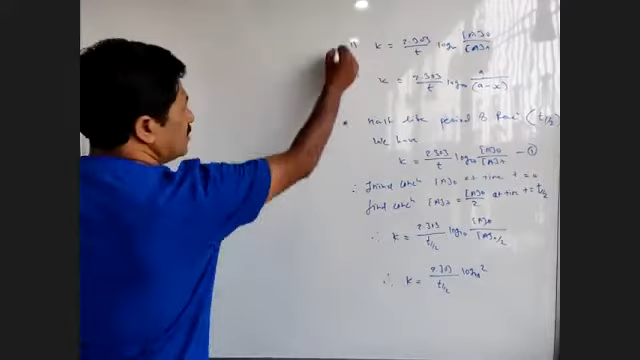 " K = 2.303/t log10 [A]0/[A]t
K = 2.303/t log10 a/(a-x)
* Half life period (t1/2)
We have
K = 2.303/t log10 [A]0/[A]t — ①
∴ Initial conc. [A]0 at time t = 0
final conc. [A]t = [A]0/2 at time t = t1/2
∴ K = 2.303/t1/2 log10 [A]0/[A]0/2
∴ K = 2.303/t1/2 log10 2